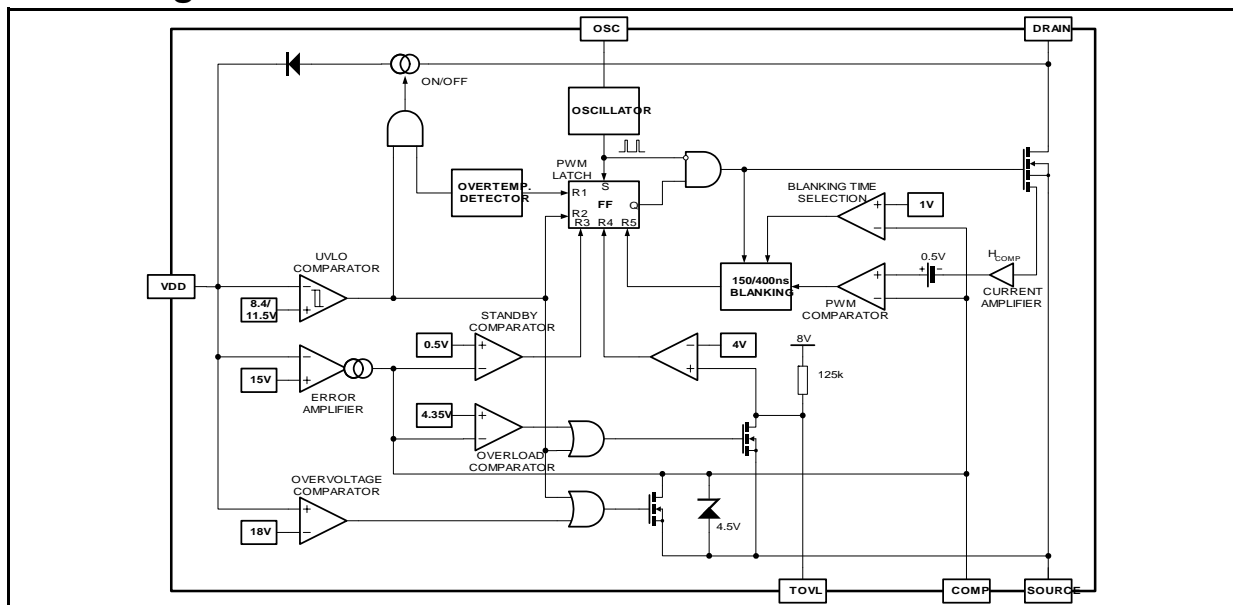 OSC
DRAIN
ON/OFF
OSCILLATOR
PWM
LATCH
OVERTEMP.
DETECTOR
R1
S
FF
Q
R2
R3 R4 R5
BLANKING TIME
SELECTION
+
1V
−
UVLO
COMPARATOR
VDD
−
8.4/
11.5V
+
150/400ns
BLANKING
0.5V
+ −
HCOMP
+
−
PWM
COMPARATOR
CURRENT
AMPLIFIER
STANDBY
COMPARATOR
0.5V
+
−
−
4V
+
8V
125k
−
15V
+
ERROR
AMPLIFIER
4.35V
+
−
OVERLOAD
COMPARATOR
OVERVOLTAGE
COMPARATOR
+
18V
−
4.5V
TOVL
COMP
SOURCE